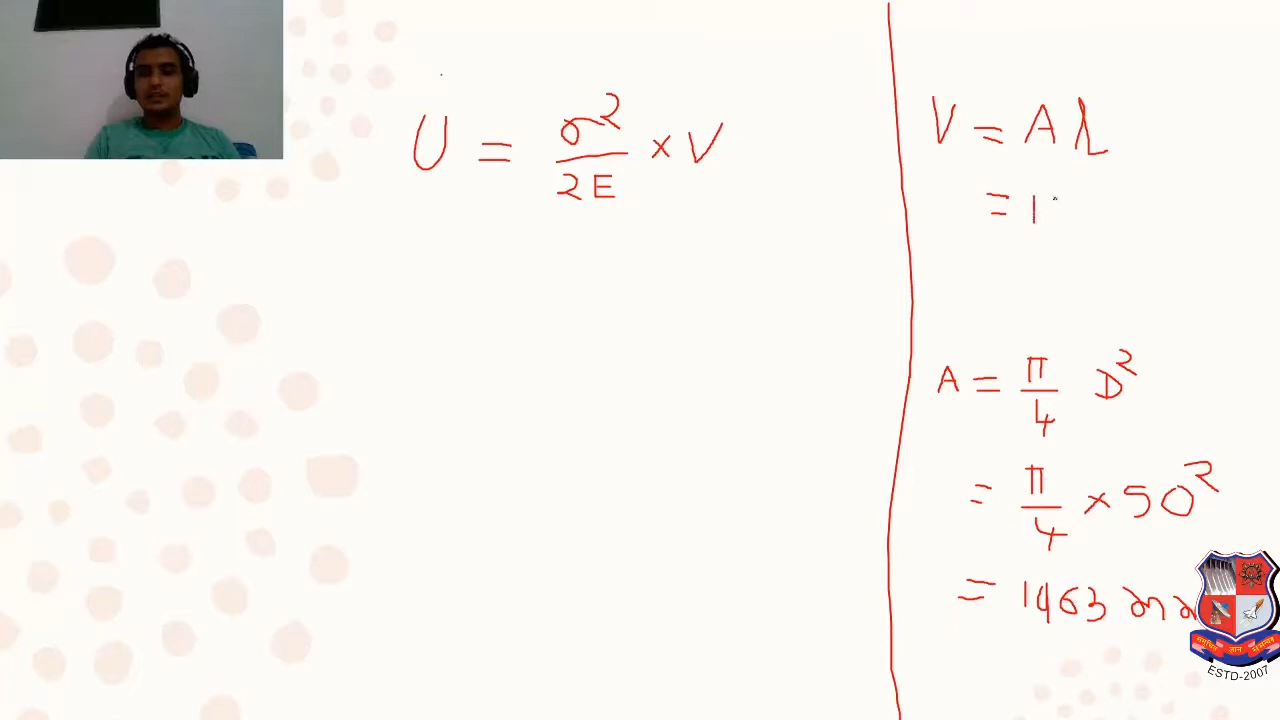 U = σ²/2E × V
V = A L
= 1
A = π/4 D²
= π/4 × 50²
= 1963 mm
ESTD-2007